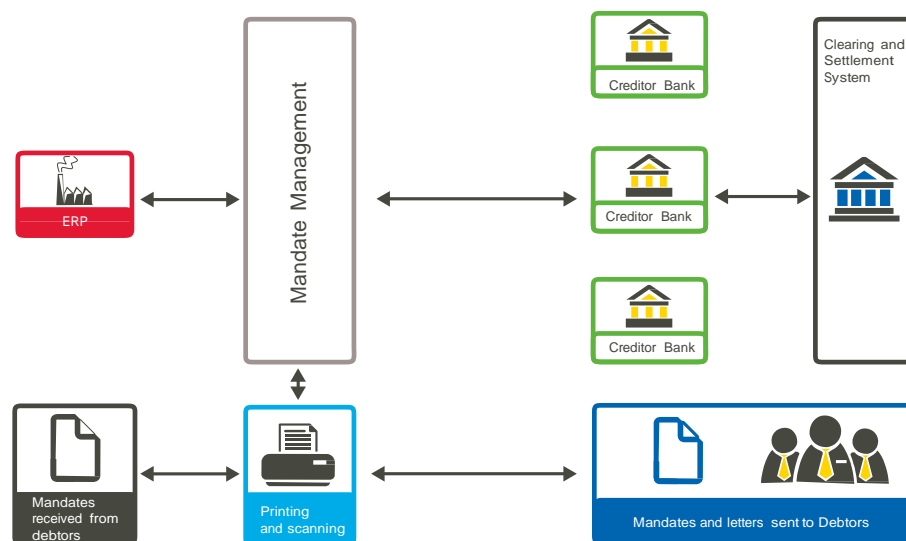 Mandate Management
Creditor Bank
Clearing and
Settlement
System
ERP
Creditor Bank
Creditor Bank
Mandates
received from
debtors
Printing
and scanning
Mandates and letters sent to Debtors